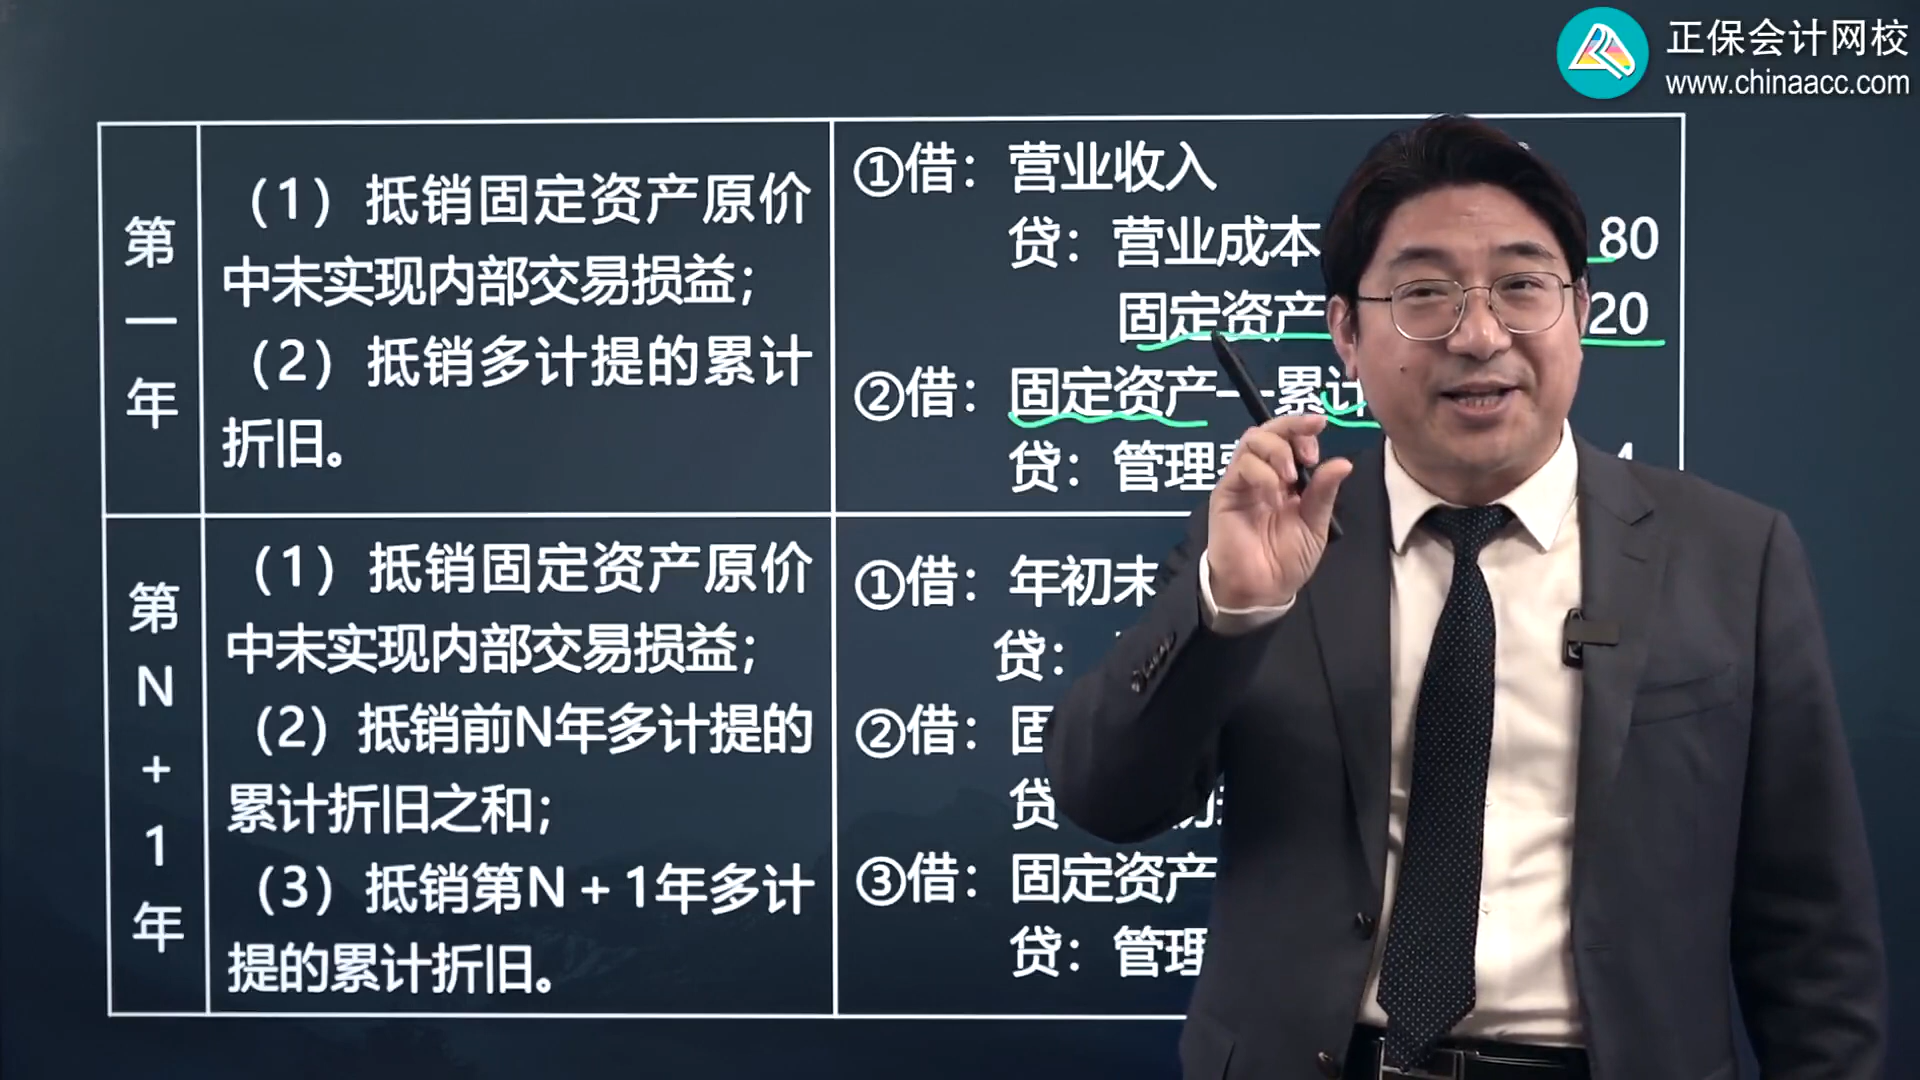 正保会计网校
www.chinaacc.com
第一年
（1）抵销固定资产原价
中未实现内部交易损益；
（2）抵销多计提的累计
折旧。
①借：营业收入
贷：营业成本 80
固定资产 20
②借：固定资产—累计
贷：管理
第N+1年
（1）抵销固定资产原价
中未实现内部交易损益；
（2）抵销前N年多计提的
累计折旧之和；
（3）抵销第N+1年多计
提的累计折旧。
①借：年初未
贷：
②借：固
贷
③借：固定资产
贷：管理